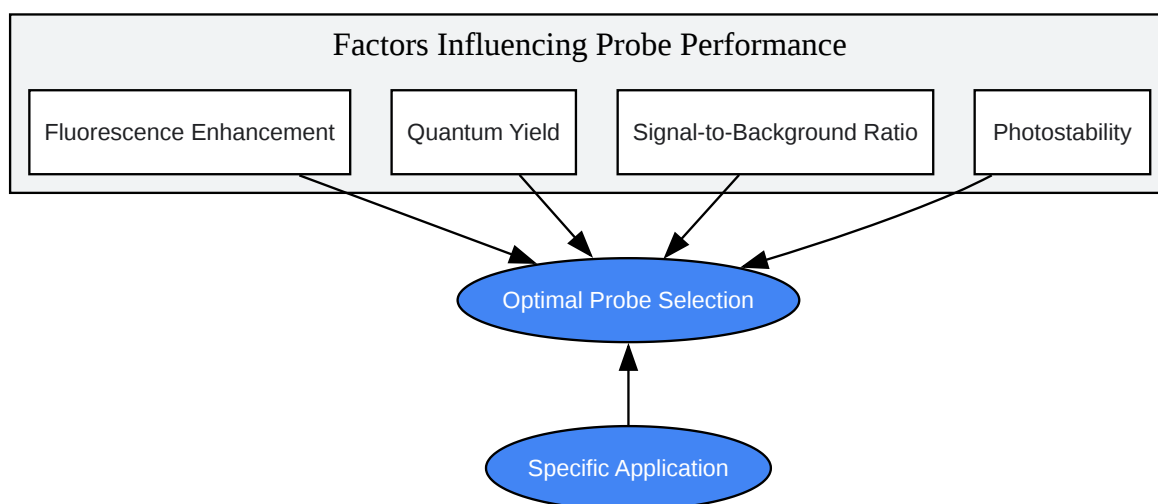 Factors Influencing Probe Performance
Fluorescence Enhancement
Quantum Yield
Signal-to-Background Ratio
Photostability
Optimal Probe Selection
Specific Application